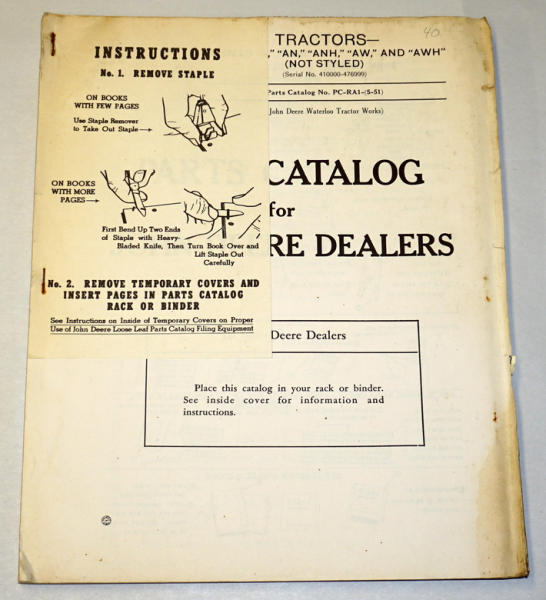 INSTRUCTIONS
No. 1. REMOVE STAPLE
ON BOOKS
WITH FEW PAGES
Use Staple Remover
to Take Out Staple
ON BOOKS
WITH MORE
PAGES
First Bend Up Two Ends
of Staple with Heavy-
Bladed Knife, Then Turn Book Over and
Lift Staple Out
Carefully
No. 2. REMOVE TEMPORARY COVERS AND
INSERT PAGES IN PARTS CATALOG
RACK OR BINDER
See Instructions on Inside of Temporary Covers on Proper
Use of John Deere Loose Leaf Parts Catalog Filing Equipment
40
TRACTORS—
," "AN," "ANH," "AW," AND "AWH"
(NOT STYLED)
(Serial No. 410000-476999)
Parts Catalog No. PC-RA1-(5-51)
John Deere Waterloo Tractor Works)
CATALOG
for
RE DEALERS
Deere Dealers
Place this catalog in your rack or binder.
See inside cover for information and
instructions.